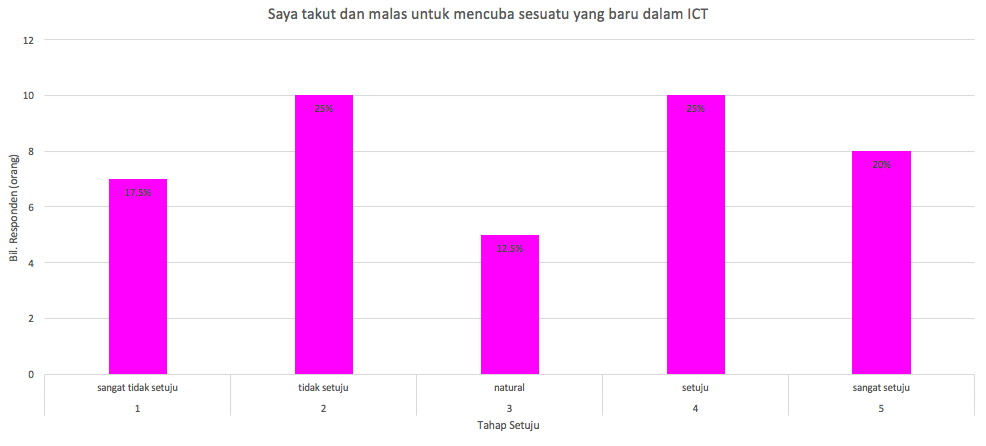 Saya takut dan malas untuk mencuba sesuatu yang baru dalam ICT
12
10
8
6
4
2
0
Bil. Responden (orang)
17.5%
25%
12.5%
25%
20%
sangat tidak setuju
tidak setuju
natural
setuju
sangat setuju
1
2
3
4
5
Tahap Setuju